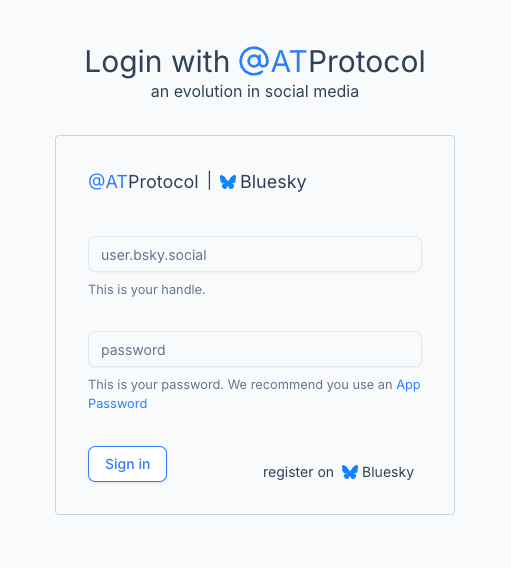 Login with @ATProtocol
an evolution in social media
@ATProtocol | Bluesky
user.bsky.social
This is your handle.
password
This is your password. We recommend you use an App
Password
Sign in
register on Bluesky